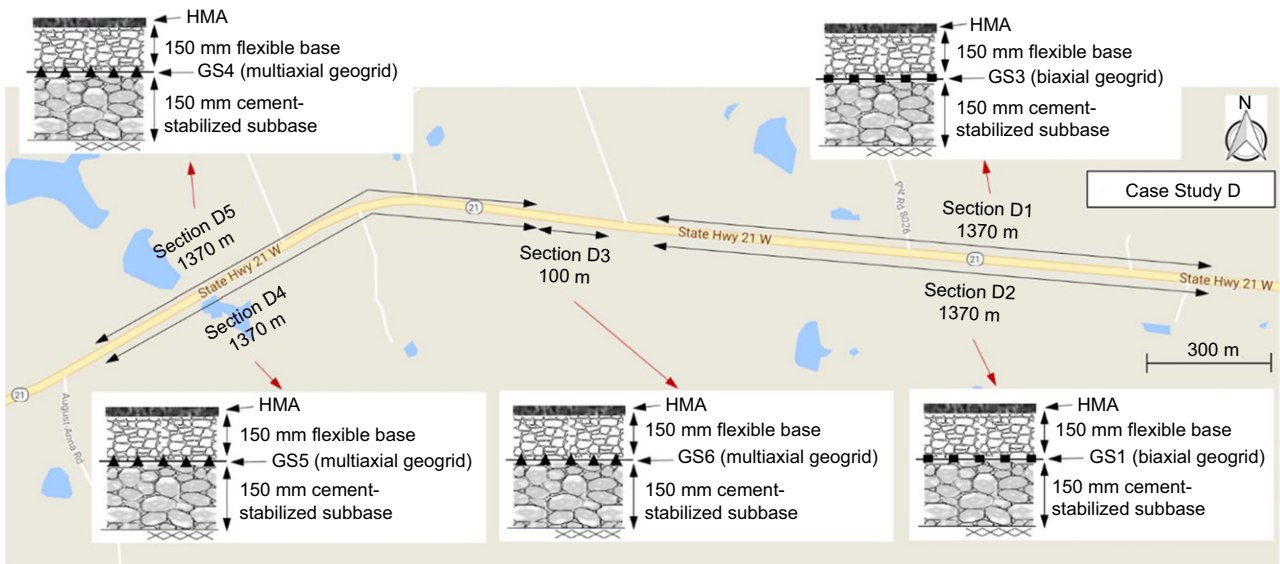 HMA
150 mm flexible base
GS4 (multiaxial geogrid)
150 mm cement-
stabilized subbase
HMA
150 mm flexible base
GS3 (biaxial geogrid)
150 mm cement-
stabilized subbase
N
Case Study D
Section D5
1370 m
State Hwy 21 W
Section D4
1370 m
21
21
Section D3
100 m
State Hwy 21 W
Section D1
1370 m
21
Section D2
1370 m
State Hwy 21 W
300 m
August-Anna Rd
HMA
150 mm flexible base
GS5 (multiaxial geogrid)
150 mm cement-
stabilized subbase
HMA
150 mm flexible base
GS6 (multiaxial geogrid)
150 mm cement-
stabilized subbase
HMA
150 mm flexible base
GS1 (biaxial geogrid)
150 mm cement-
stabilized subbase